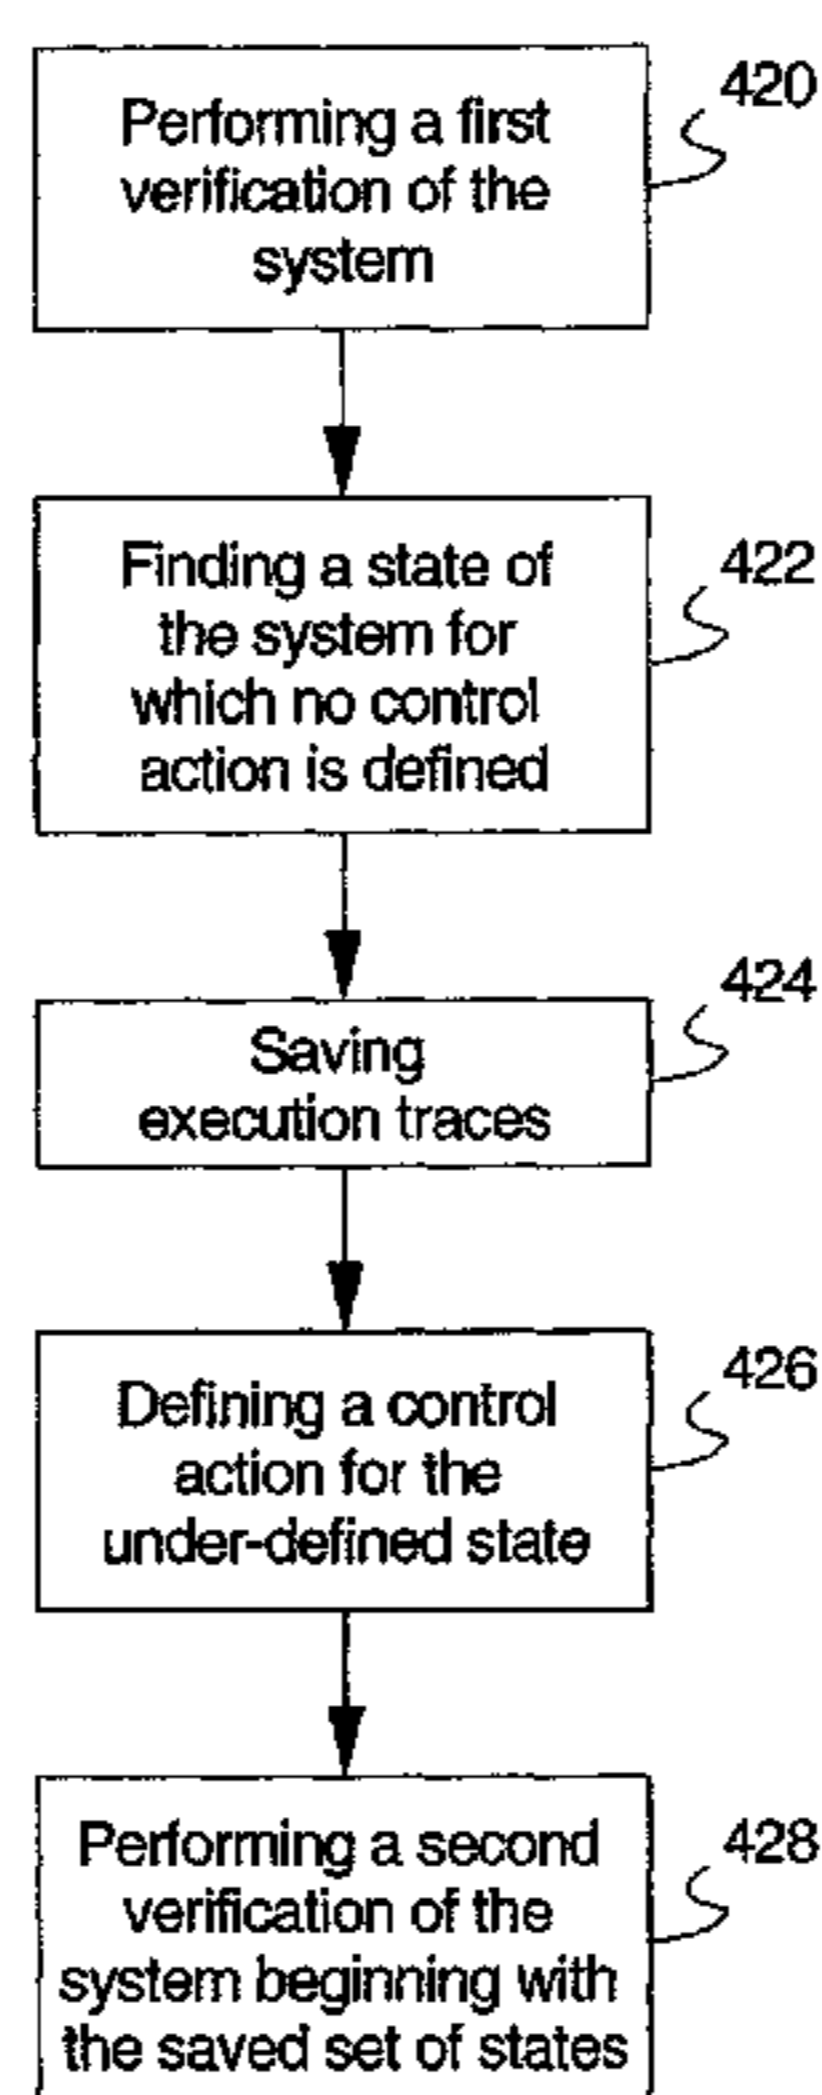 Performing a first
verification of the
system
420
Finding a state of
the system for
which no control
action is defined
422
Saving
execution traces
424
Defining a control
action for the
under-defined state
426
Performing a second
verification of the
system beginning with
the saved set of states
428